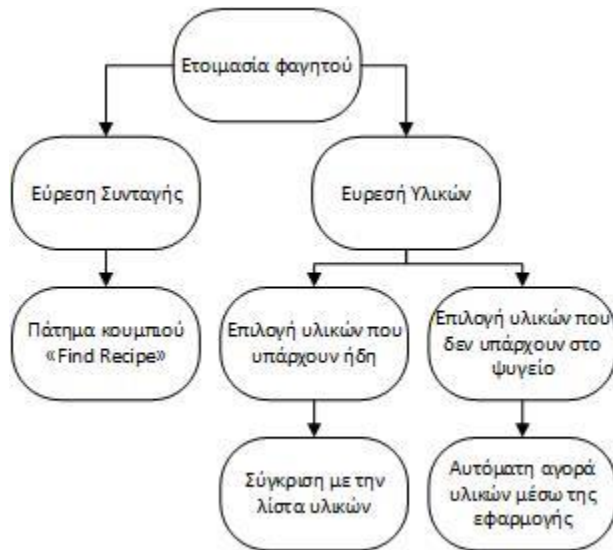 Ετοιμασία φαγητού
Εύρεση Συνταγής
Ευρεσή Υλικών
Πάτημα κουμπιού
«Find Recipe»
Επιλογή υλικών που
υπάρχουν ήδη
Επιλογή υλικών που
δεν υπάρχουν στο
ψυγείο
Σύγκριση με την
λίστα υλικών
Αυτόματη αγορά
υλικών μέσω της
εφαρμογής